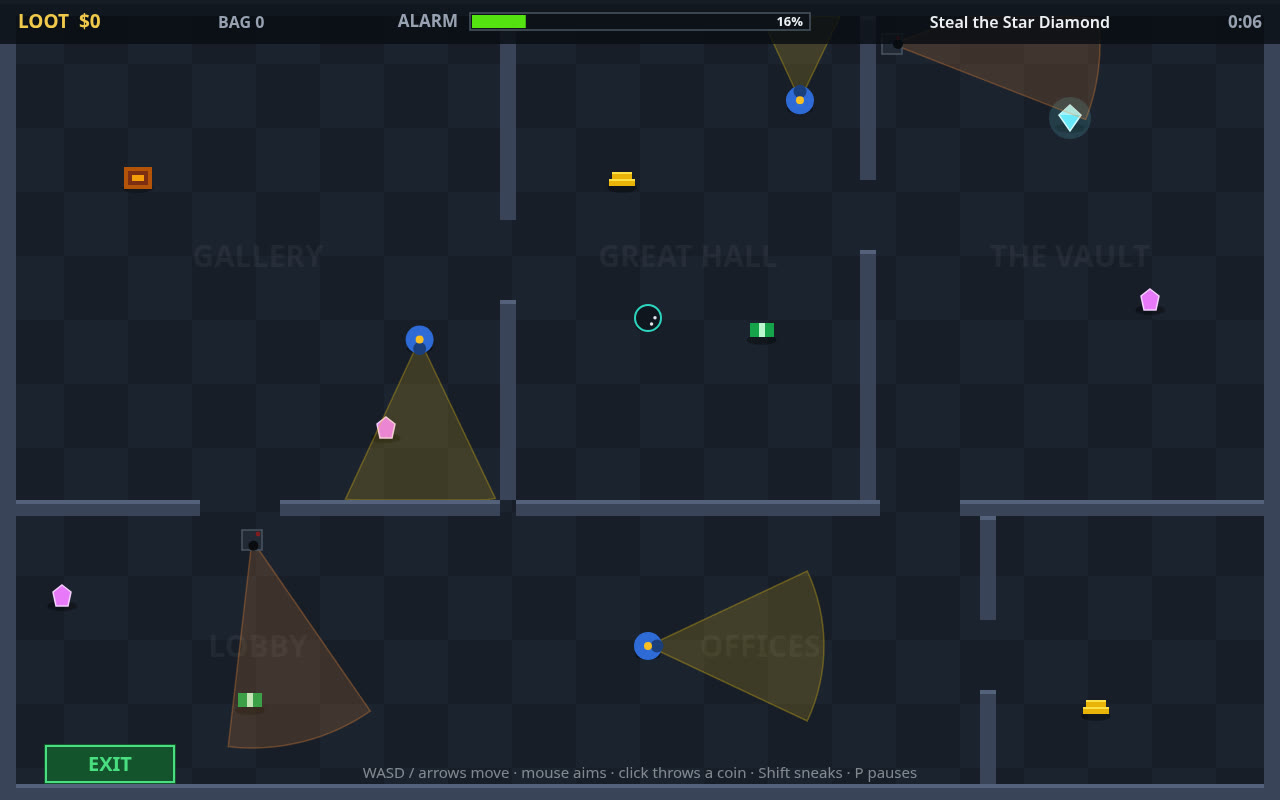 LOOT $0
BAG 0
ALARM
16%
Steal the Star Diamond
0:06
GALLERY
GREAT HALL
THE VAULT
LOBBY
OFFICES
EXIT
WASD / arrows move · mouse aims · click throws a coin · Shift sneaks · P pauses